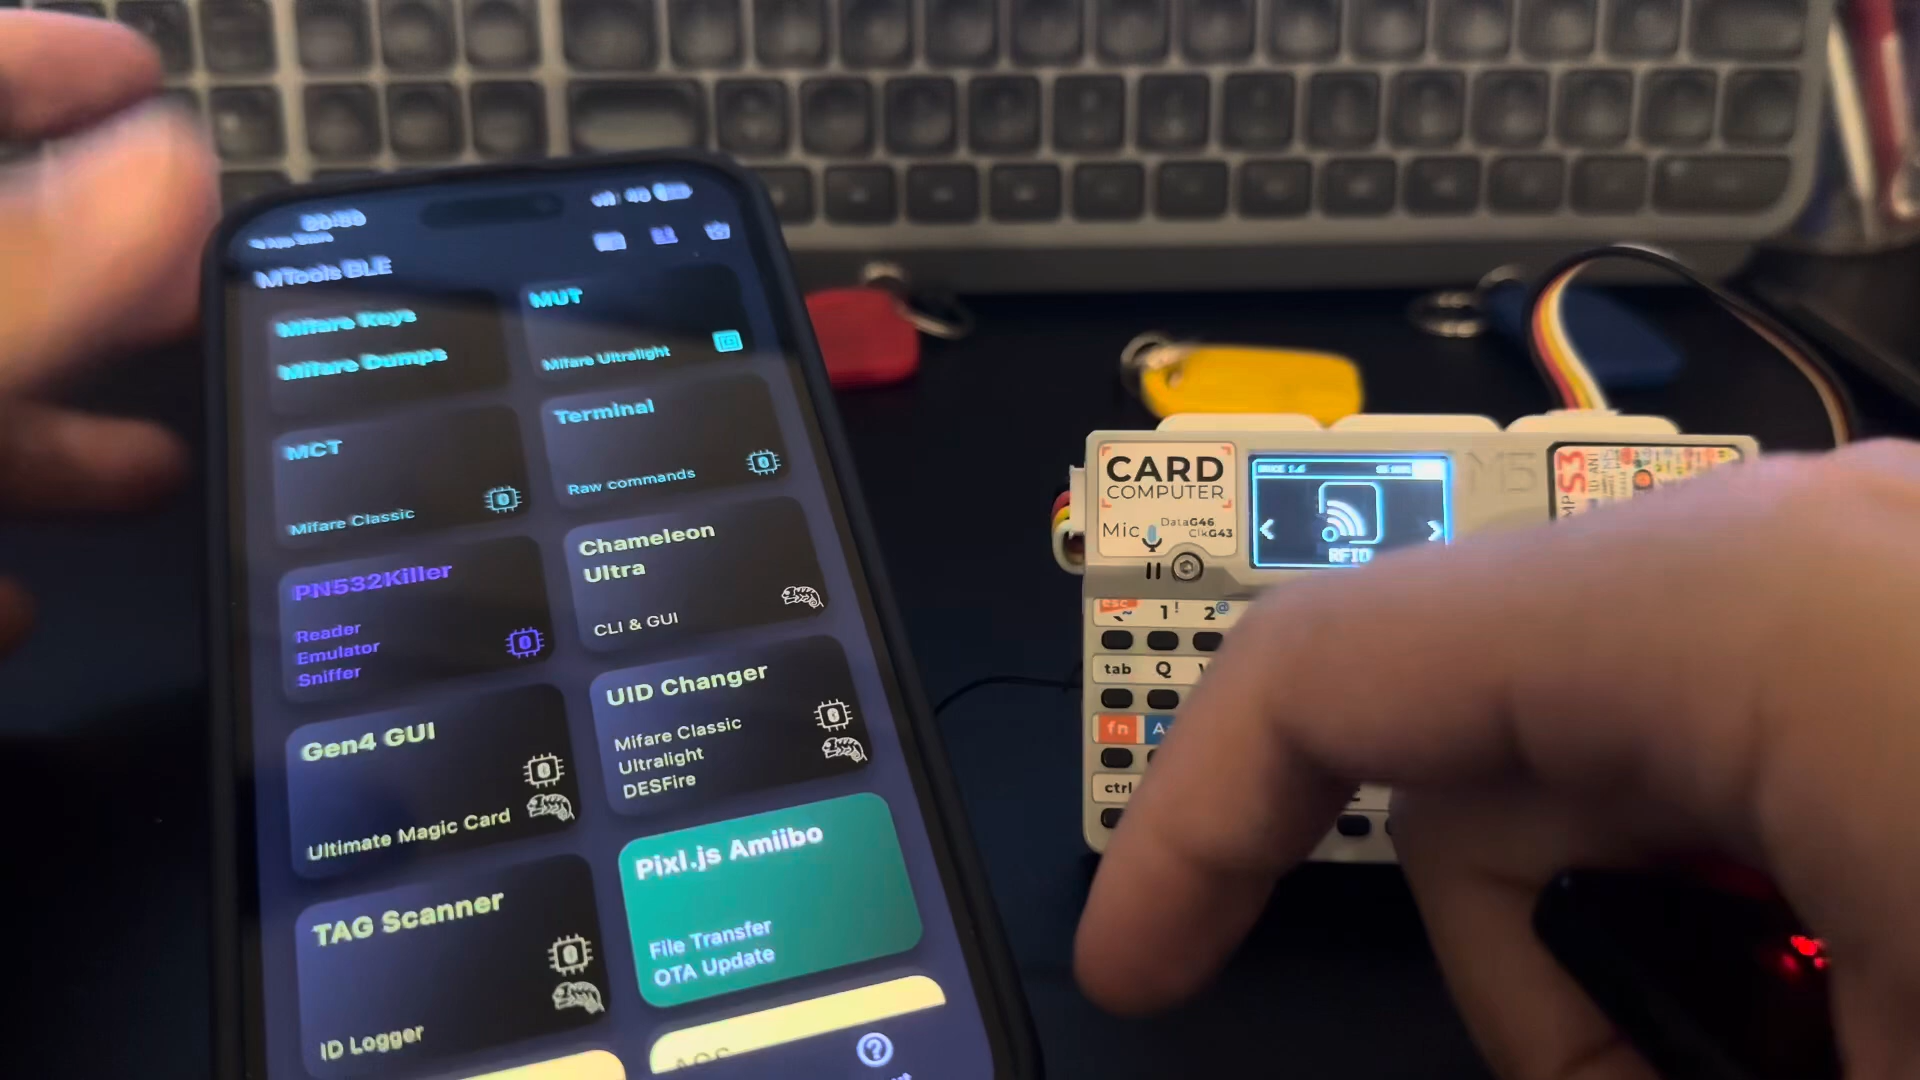 MTools BLE
Mifare Keys
Mifare Dumps
MUT
Mifare Ultralight
MCT
Mifare Classic
Terminal
Raw commands
PN532Killer
Reader
Emulator
Sniffer
Chameleon
Ultra
CLI & GUI
Gen4 GUI
Ultimate Magic Card
UID Changer
Mifare Classic
Ultralight
DESFire
TAG Scanner
ID Logger
Pixl.js Amiibo
File Transfer
OTA Update
CARD
COMPUTER
Mic
DataG46
ClkG43
RFID
M5
S3
esc
1 !
2 @
tab
Q
fn
ctrl